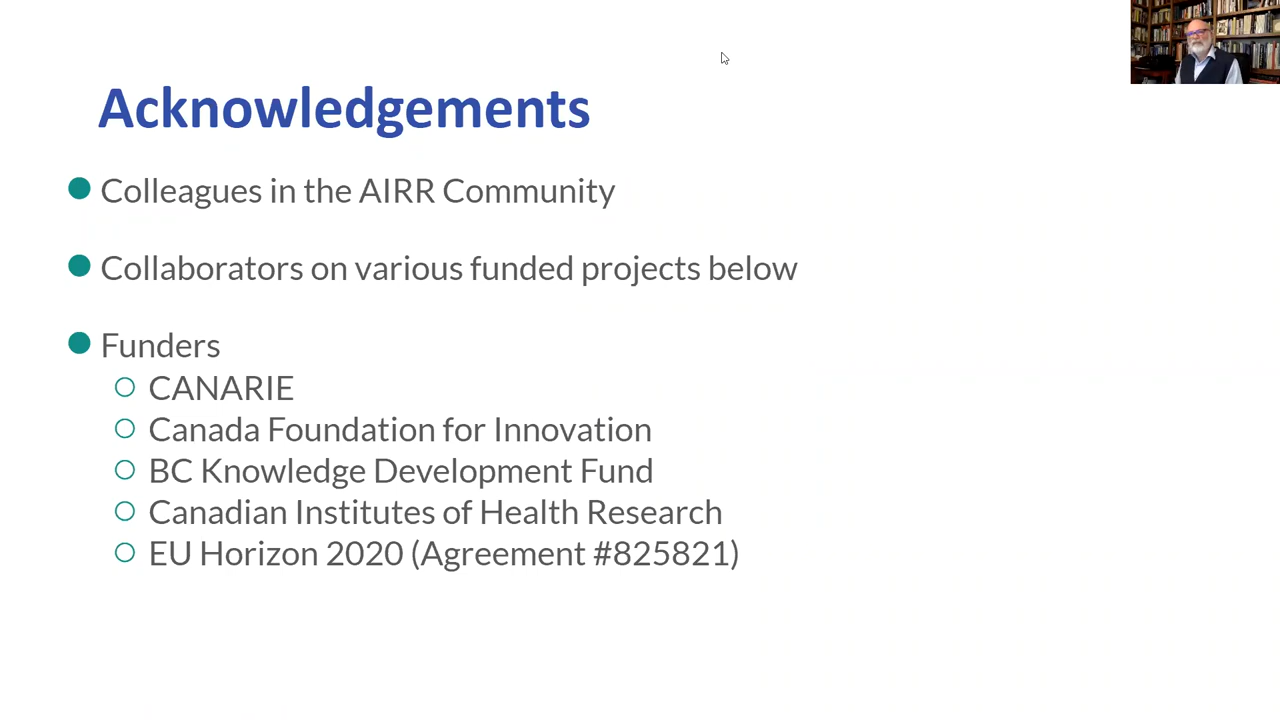 Acknowledgements
Colleagues in the AIRR Community
Collaborators on various funded projects below
Funders
CANARIE
Canada Foundation for Innovation
BC Knowledge Development Fund
Canadian Institutes of Health Research
EU Horizon 2020 (Agreement #825821)